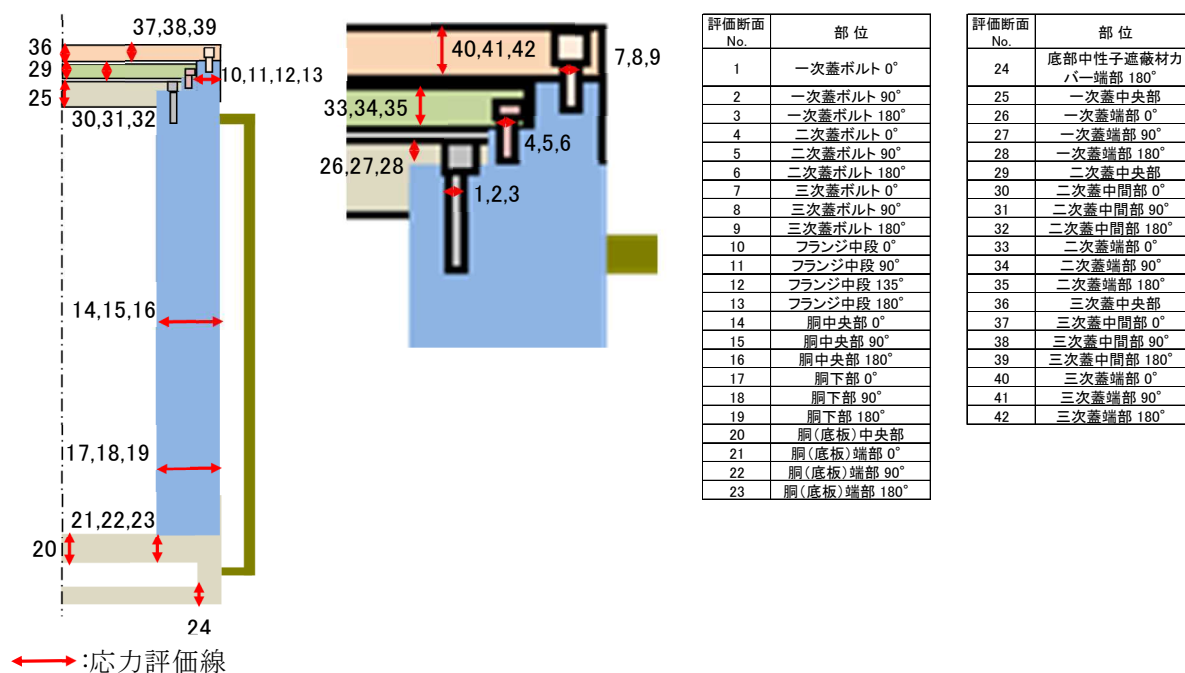 37,38,39
36
29
10,11,12,13
25
30,31,32
14,15,16
17,18,19
21,22,23
20
24
:応力評価線
40,41,42
7,8,9
33,34,35
4,5,6
26,27,28
1,2,3
評価断面 No. 部 位
1 一次蓋ボルト 0°
2 一次蓋ボルト 90°
3 一次蓋ボルト 180°
4 二次蓋ボルト 0°
5 二次蓋ボルト 90°
6 二次蓋ボルト 180°
7 三次蓋ボルト 0°
8 三次蓋ボルト 90°
9 三次蓋ボルト 180°
10 フランジ中段 0°
11 フランジ中段 90°
12 フランジ中段 135°
13 フランジ中段 180°
14 胴中央部 0°
15 胴中央部 90°
16 胴中央部 180°
17 胴下部 0°
18 胴下部 90°
19 胴下部 180°
20 胴(底板)中央部
21 胴(底板)端部 0°
22 胴(底板)端部 90°
23 胴(底板)端部 180°
評価断面 No. 部 位
24 底部中性子遮蔽材カ
バー端部 180°
25 一次蓋中央部
26 一次蓋端部 0°
27 一次蓋端部 90°
28 一次蓋端部 180°
29 二次蓋中央部
30 二次蓋中間部 0°
31 二次蓋中間部 90°
32 二次蓋中間部 180°
33 二次蓋端部 0°
34 二次蓋端部 90°
35 二次蓋端部 180°
36 三次蓋中央部
37 三次蓋中間部 0°
38 三次蓋中間部 90°
39 三次蓋中間部 180°
40 三次蓋端部 0°
41 三次蓋端部 90°
42 三次蓋端部 180°